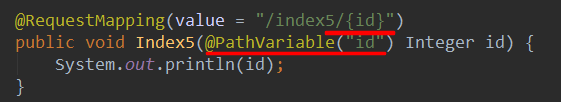 @RequestMapping(value = "/index5/{id}")
public void Index5(@PathVariable("id") Integer id) {
    System.out.println(id);
}